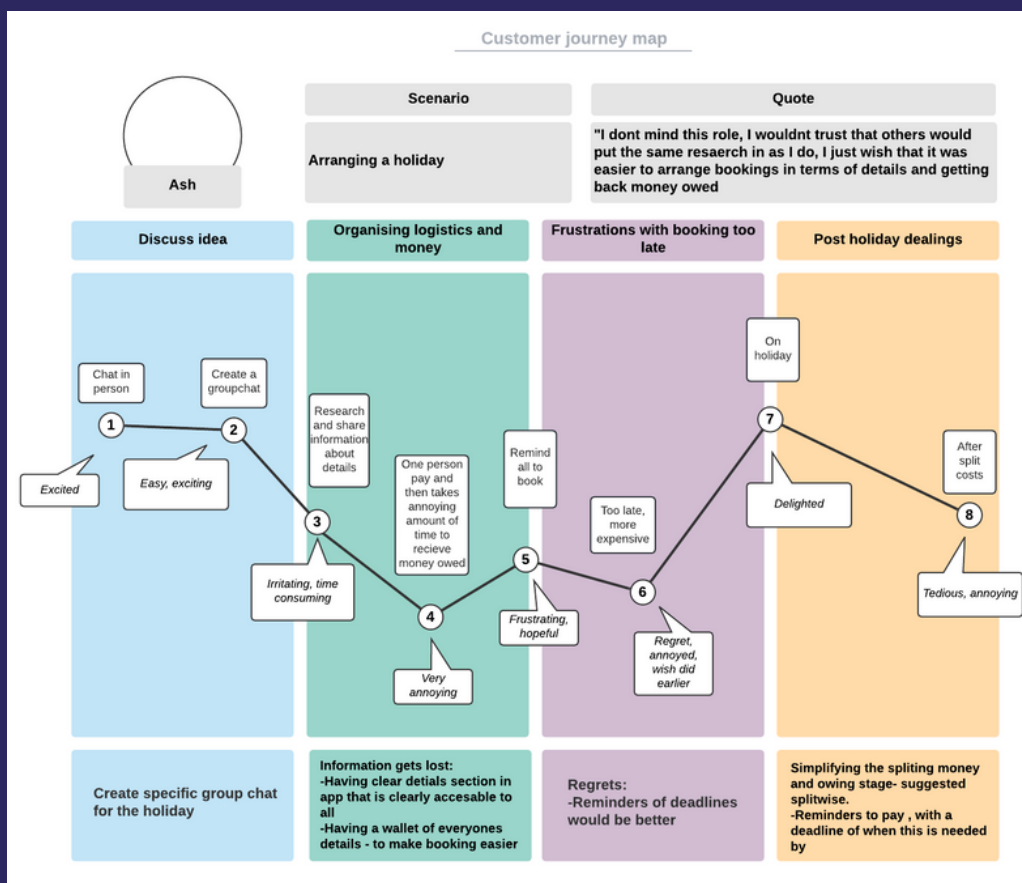 Customer journey map
Scenario
Quote
Ash
Arranging a holiday
"I dont mind this role, I wouldnt trust that others would
put the same resaerch in as I do, I just wish that it was
easier to arrange bookings in terms of details and getting
back money owed
Discuss idea
Organising logistics and
money
Frustrations with booking too
late
Post holiday dealings
Chat in
person
1
Excited
Create a
groupchat
2
Easy, exciting
Research
and share
information
about
details
3
Irritating, time
consuming
One person
pay and
then takes
annoying
amount of
time to
recieve
money owed
4
Very
annoying
Remind
all to
book
5
Frustrating,
hopeful
Too late,
more
expensive
6
Regret,
annoyed,
wish did
earlier
On
holiday
7
Delighted
After
split
costs
8
Tedious, annoying
Create specific group chat
for the holiday
Information gets lost:
-Having clear detials section in
app that is clearly accesable to
all
-Having a wallet of everyones
details - to make booking easier
Regrets:
-Reminders of deadlines
would be better
Simplifying the spliting money
and owing stage- suggested
splitwise.
-Reminders to pay , with a
deadline of when this is needed
by